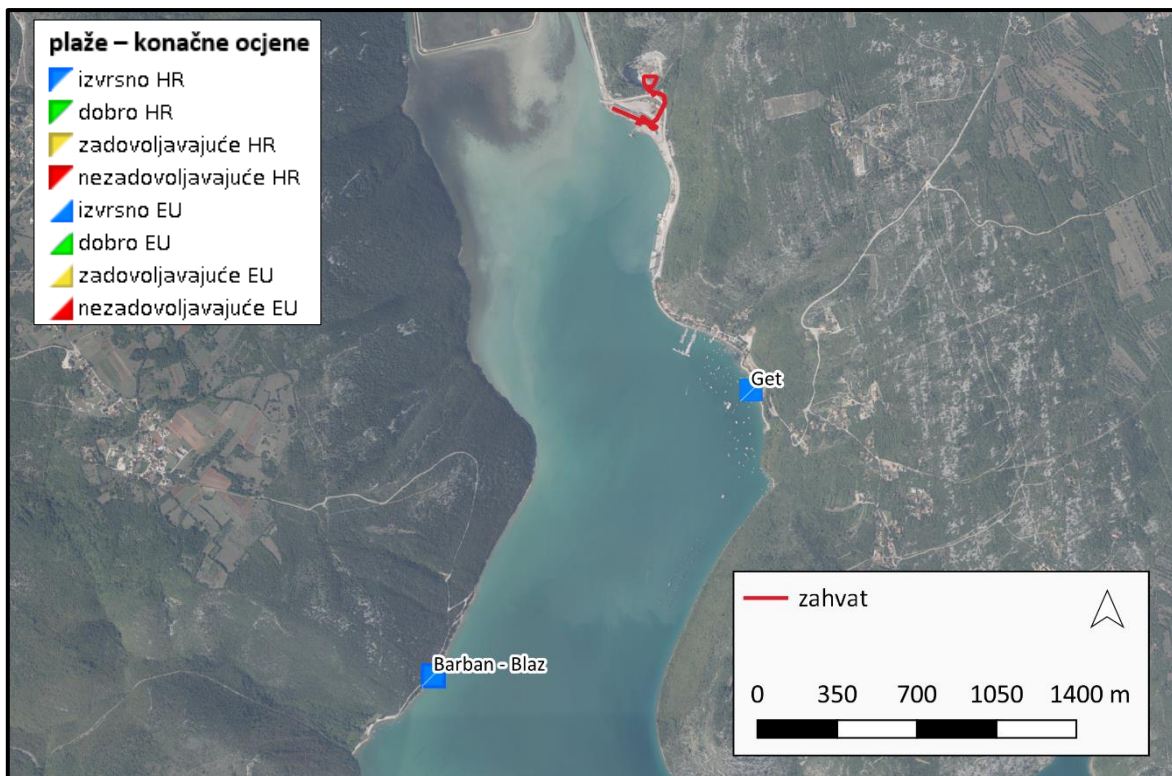 plaže – konačne ocjene
izvrsno HR
dobro HR
zadovoljavajuće HR
nezadovoljavajuće HR
izvrsno EU
dobro EU
zadovoljavajuće EU
nezadovoljavajuće EU
Get
Barban - Blaz
zahvat
0 350 700 1050 1400 m